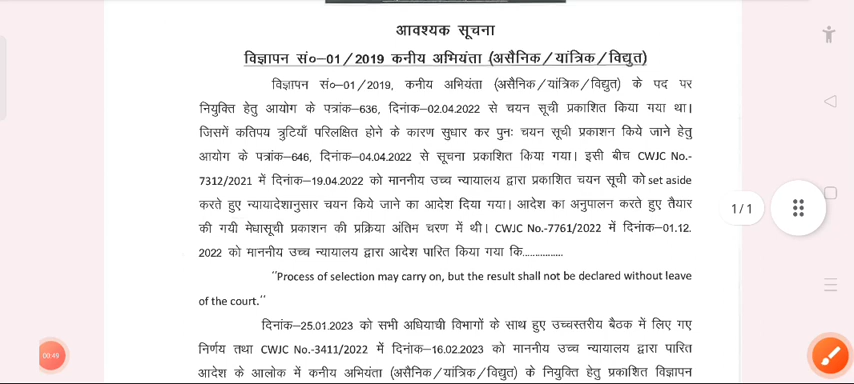 आवश्यक सूचना
विज्ञापन सं०–01/2019 कनीय अभियंता (असैनिक/यांत्रिक/विद्युत)
विज्ञापन सं०–01/2019, कनीय अभियंता (असैनिक/यांत्रिक/विद्युत) के पद पर
नियुक्ति हेतु आयोग के पत्रांक–636, दिनांक–02.04.2022 से चयन सूची प्रकाशित किया गया था।
जिसमें कतिपय त्रुटियाँ परिलक्षित होने के कारण सुधार कर पुनः चयन सूची प्रकाशन किये जाने हेतु
आयोग के पत्रांक–646, दिनांक–04.04.2022 से सूचना प्रकाशित किया गया। इसी बीच CWJC No.-
7312/2021 में दिनांक–19.04.2022 को माननीय उच्च न्यायालय द्वारा प्रकाशित चयन सूची को set aside
करते हुए न्यायादेशानुसार चयन किये जाने का आदेश दिया गया। आदेश का अनुपालन करते हुए तैयार
की गयी मेधासूची प्रकाशन की प्रक्रिया अंतिम चरण में थी। CWJC No.-7761/2022 में दिनांक–01.12.
2022 को माननीय उच्च न्यायालय द्वारा आदेश पारित किया गया कि................
"Process of selection may carry on, but the result shall not be declared without leave
of the court."
दिनांक–25.01.2023 को सभी अधियाची विभागों के साथ हुए उच्चस्तरीय बैठक में लिए गए
निर्णय तथा CWJC No.-3411/2022 में दिनांक–16.02.2023 को माननीय उच्च न्यायालय द्वारा पारित
आदेश के आलोक में कनीय अभियंता (असैनिक/यांत्रिक/विद्युत) के नियुक्ति हेतु प्रकाशित विज्ञापन
1/1
00:49